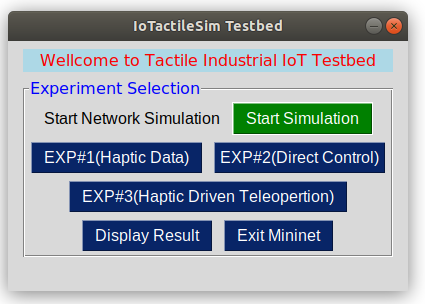 IoTactileSim Testbed
Wellcome to Tactile Industrial IoT Testbed
Experiment Selection
Start Network Simulation Start Simulation
EXP#1(Haptic Data) EXP#2(Direct Control)
EXP#3(Haptic Driven Teleopertion)
Display Result Exit Mininet